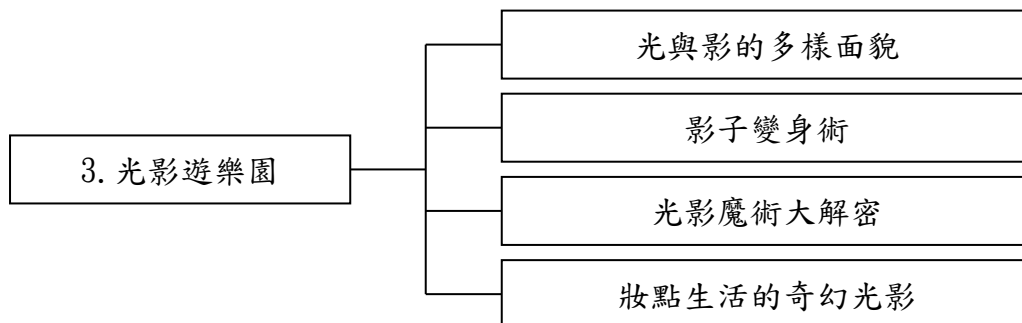 光與影的多樣面貌
影子變身術
3.光影遊樂園
光影魔術大解密
妝點生活的奇幻光影